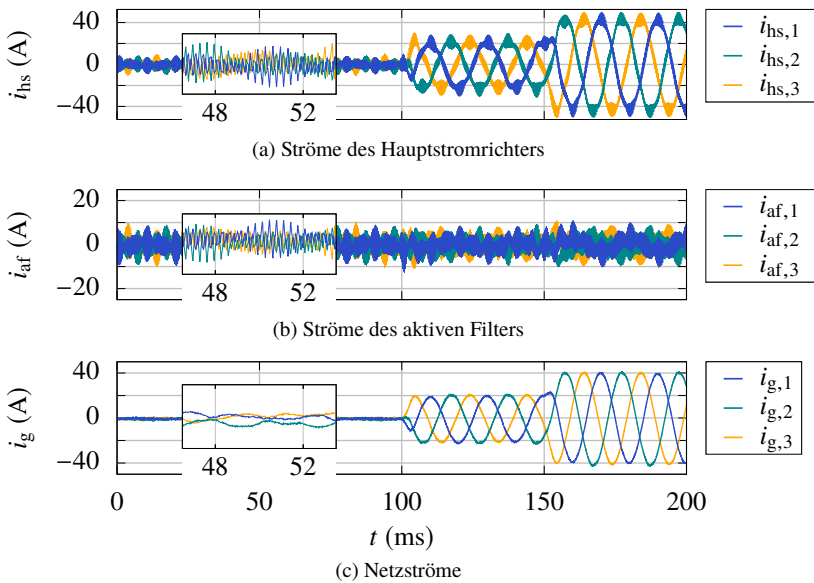 40
0
−40
i_hs (A)
48 52
i_hs,1
i_hs,2
i_hs,3
(a) Ströme des Hauptstromrichters
20
0
−20
i_af (A)
48 52
i_af,1
i_af,2
i_af,3
(b) Ströme des aktiven Filters
40
0
−40
i_g (A)
48 52
i_g,1
i_g,2
i_g,3
0 50 100 150 200
t (ms)
(c) Netzströme